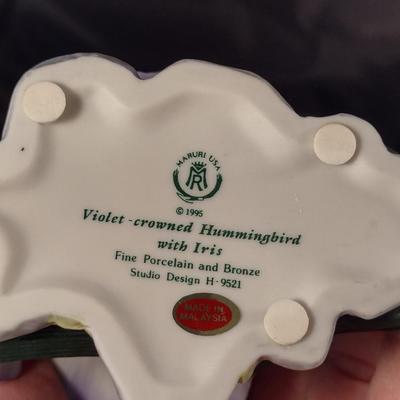 MARURI USA
MR
© 1995
Violet-crowned Hummingbird
with Iris
Fine Porcelain and Bronze
Studio Design H-9521
MADE IN
MALAYSIA